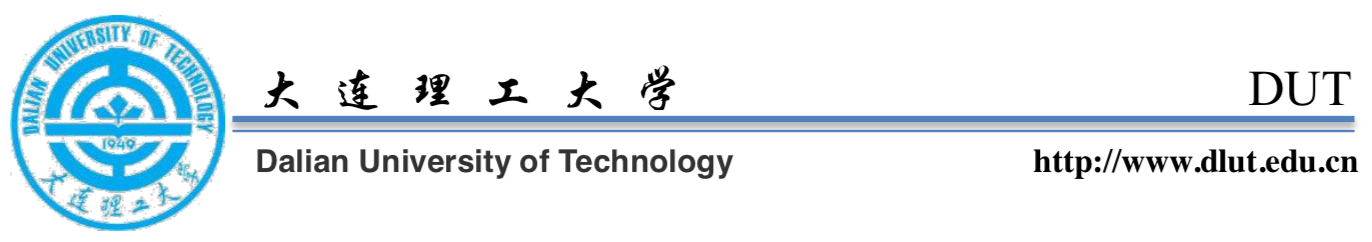 DALIAN UNIVERSITY OF TECHNOLOGY
1949
大连理工大学
大连理工大学
DUT
Dalian University of Technology
http://www.dlut.edu.cn